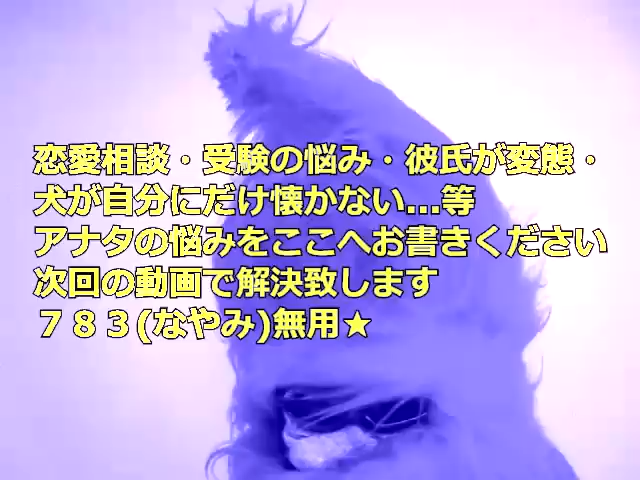 恋愛相談・受験の悩み・彼氏が変態・
犬が自分にだけ懐かない...等
アナタの悩みをここへお書きください
次回の動画で解決致します
７８３(なやみ)無用★